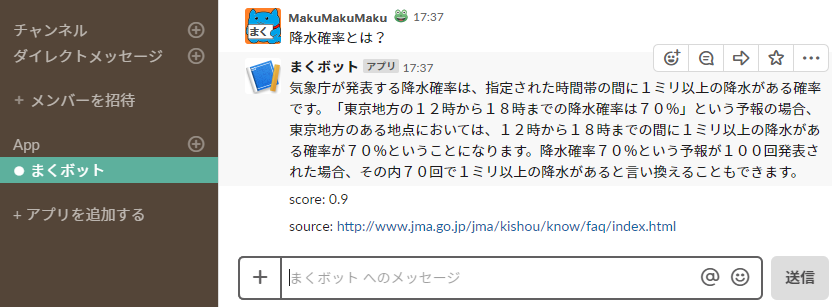 チャンネル
ダイレクトメッセージ
+ メンバーを招待
App
まくボット
+ アプリを追加する
MakuMakuMaku 17:37
まく
降水確率とは？
まくボット アプリ 17:37
気象庁が発表する降水確率は、指定された時間帯の間に１ミリ以上の降水がある確率
です。「東京地方の１２時から１８時までの降水確率は７０％」という予報の場合、
東京地方のある地点においては、１２時から１８時までの間に１ミリ以上の降水があ
る確率が７０％ということになります。降水確率７０％という予報が１００回発表さ
れた場合、その内７０回で１ミリ以上の降水があると言い換えることもできます。
score: 0.9
source: http://www.jma.go.jp/jma/kishou/know/faq/index.html
まくボット へのメッセージ
送信